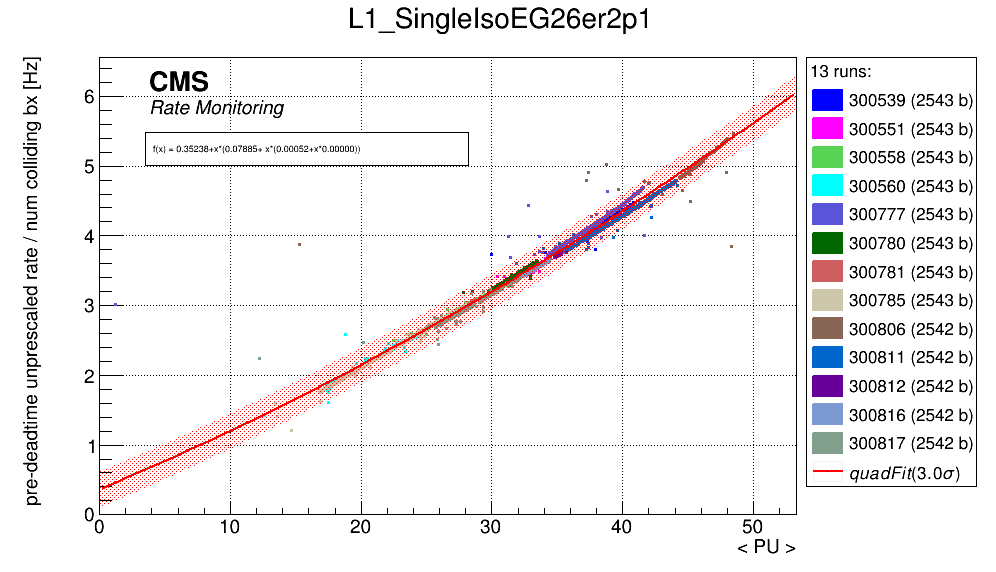 L1_SingleIsoEG26er2p1
pre-deadtime unprescaled rate / num colliding bx [Hz]
CMS
Rate Monitoring
f(x) = 0.35238+x*(0.07885+ x*(0.00052+x*0.00000))
6
5
4
3
2
1
0
0 10 20 30 40 50
< PU >
13 runs:
300539 (2543 b)
300551 (2543 b)
300558 (2543 b)
300560 (2543 b)
300777 (2543 b)
300780 (2543 b)
300781 (2543 b)
300785 (2543 b)
300806 (2542 b)
300811 (2542 b)
300812 (2542 b)
300816 (2542 b)
300817 (2542 b)
quadFit(3.0σ)